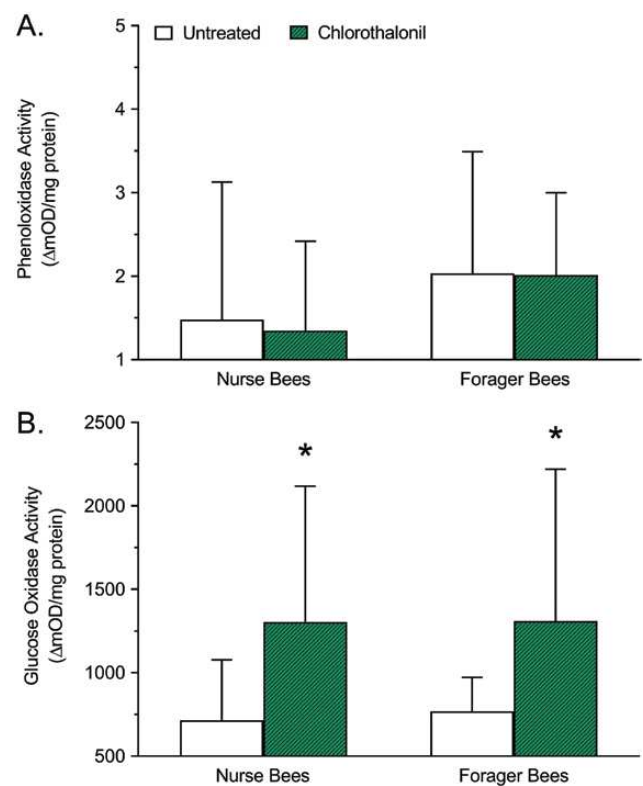 A.
Untreated
Chlorothalonil
Phenoloxidase Activity
(ΔmOD/mg protein)
5
4
3
2
1
Nurse Bees
Forager Bees
B.
Glucose Oxidase Activity
(ΔmOD/mg protein)
2500
2000
1500
1000
500
*
*
Nurse Bees
Forager Bees